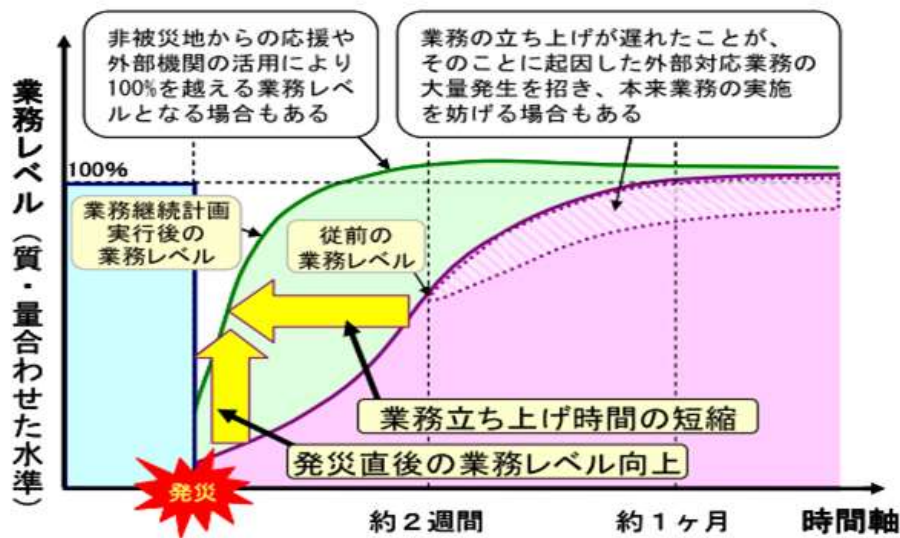 非被災地からの応援や
外部機関の活用により
100%を越える業務レベ
ルとなる場合もある
業務の立ち上げが遅れたことが、
そのことに起因した外部対応業務の
大量発生を招き、本来業務の実施
を妨げる場合もある
業務レベル（質・量合わせた水準）
100%
業務継続計画
実行後の
業務レベル
従前の
業務レベル
業務立ち上げ時間の短縮
発災直後の業務レベル向上
発災
約２週間
約１ヶ月
時間軸